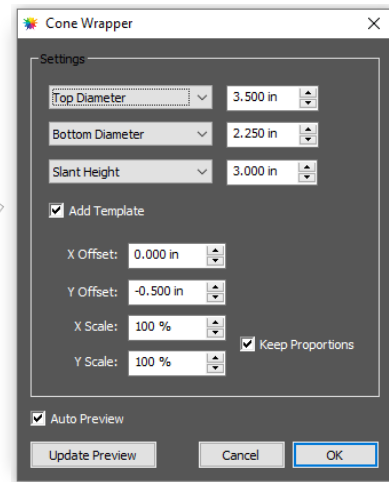 Cone Wrapper
Settings
Top Diameter 3.500 in
Bottom Diameter 2.250 in
Slant Height 3.000 in
Add Template
X Offset: 0.000 in
Y Offset: -0.500 in
X Scale: 100 %
Keep Proportions
Y Scale: 100 %
Auto Preview
Update Preview Cancel OK